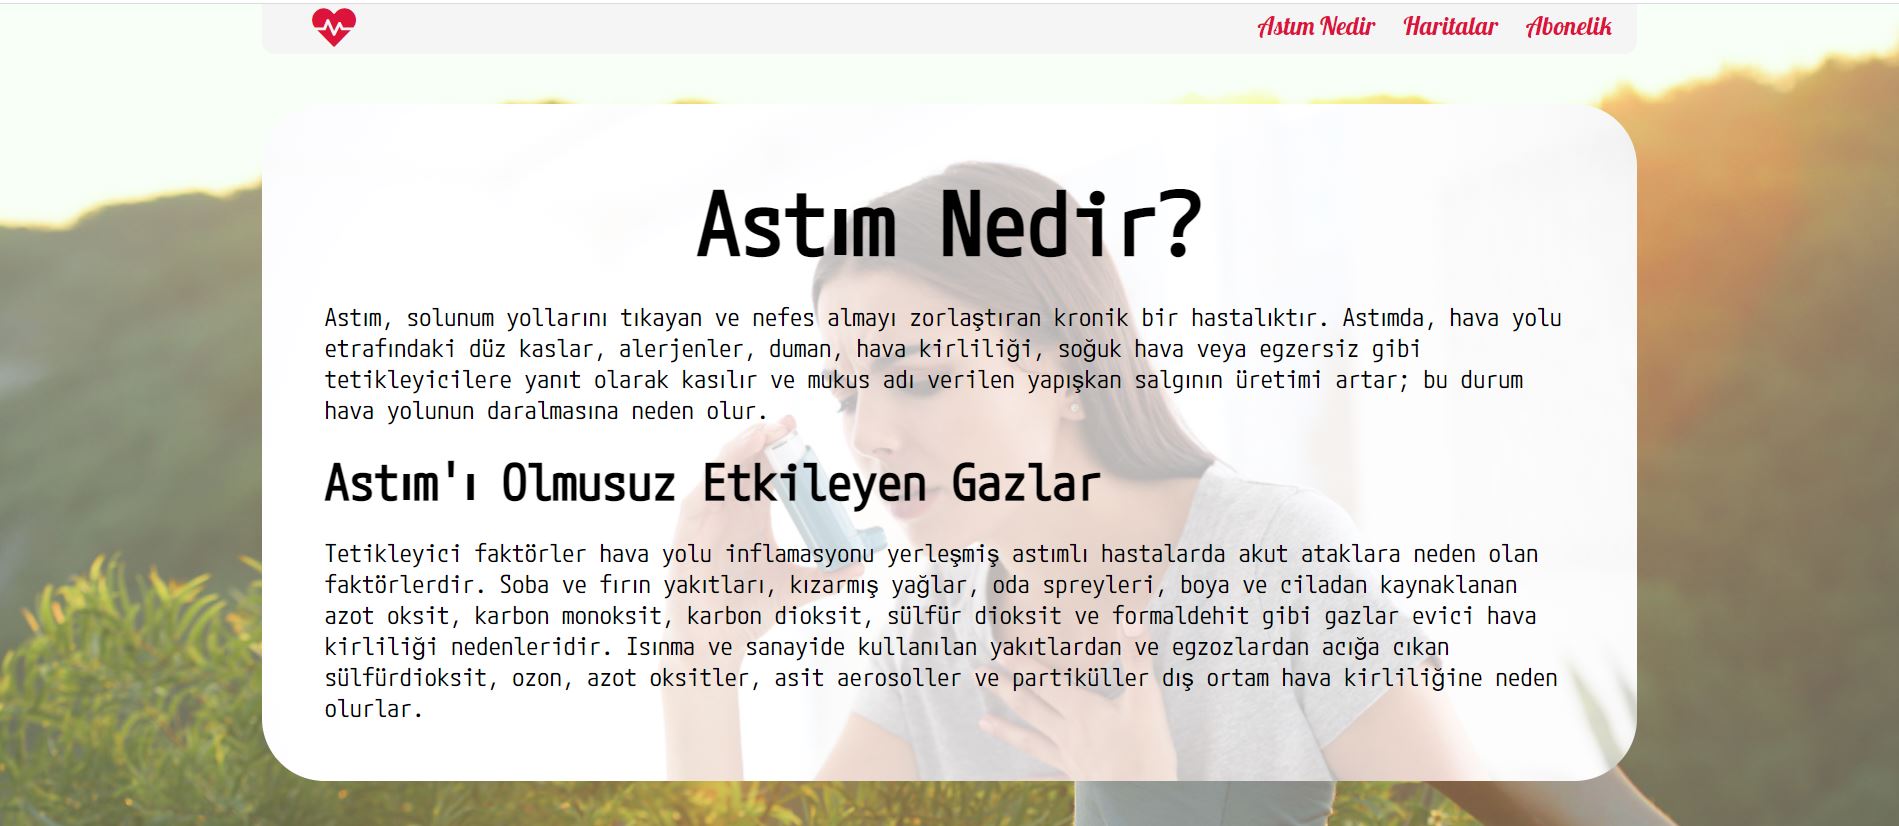 Astım Nedir Haritalar Abonelik
Astım Nedir?
Astım, solunum yollarını tıkayan ve nefes almayı zorlaştıran kronik bir hastalıktır. Astımda, hava yolu
etrafındaki düz kaslar, alerjenler, duman, hava kirliliği, soğuk hava veya egzersiz gibi
tetikleyicilere yanıt olarak kasılır ve mukus adı verilen yapışkan salgının üretimi artar; bu durum
hava yolunun daralmasına neden olur.
Astım'ı Olmusuz Etkileyen Gazlar
Tetikleyici faktörler hava yolu inflamasyonu yerleşmiş astımlı hastalarda akut ataklara neden olan
faktörlerdir. Soba ve fırın yakıtları, kızarmış yağlar, oda spreyleri, boya ve ciladan kaynaklanan
azot oksit, karbon monoksit, karbon dioksit, sülfür dioksit ve formaldehit gibi gazlar evici hava
kirliliği nedenleridir. Isınma ve sanayide kullanılan yakıtlardan ve egzozlardan acığa cıkan
sülfürdioksit, ozon, azot oksitler, asit aerosoller ve partiküller dış ortam hava kirliliğine neden
olurlar.